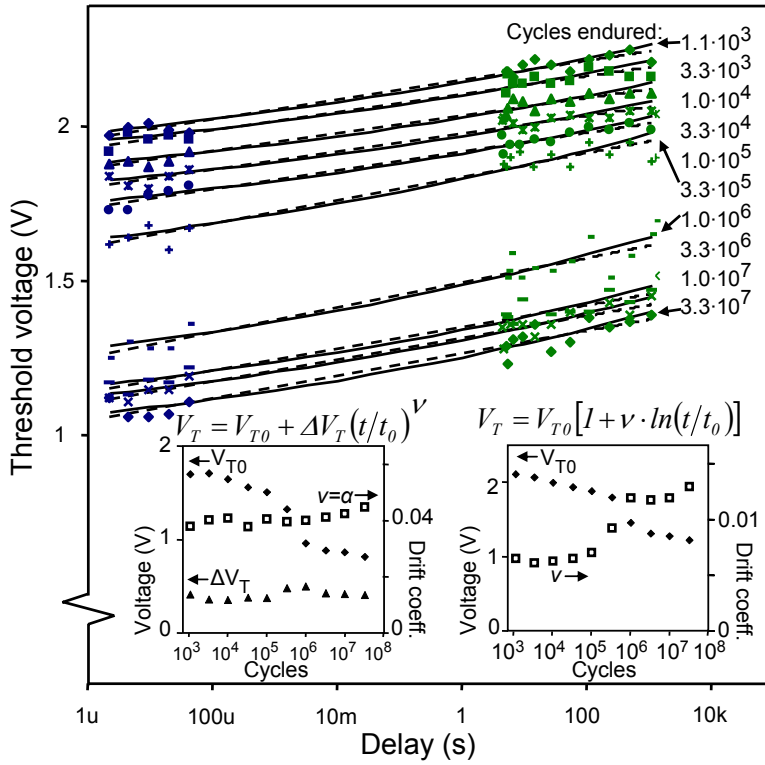 Cycles endured:
1.1·10³
3.3·10³
1.0·10⁴
3.3·10⁴
1.0·10⁵
3.3·10⁵
1.0·10⁶
3.3·10⁶
1.0·10⁷
3.3·10⁷
Threshold voltage (V)
2
1.5
1
V_T = V_T0 + ΔV_T(t/t₀)^ν
V_T0
ν=α
ΔV_T
Voltage (V)
2
1
0
0.04
0
Drift coeff.
10³ 10⁴ 10⁵ 10⁶ 10⁷ 10⁸
Cycles
V_T = V_T0[1 + ν·ln(t/t₀)]
V_T0
ν
Voltage (V)
2
1
0
0.01
0
Drift coeff.
10³ 10⁴ 10⁵ 10⁶ 10⁷ 10⁸
Cycles
1u 100u 10m 1 100 10k
Delay (s)